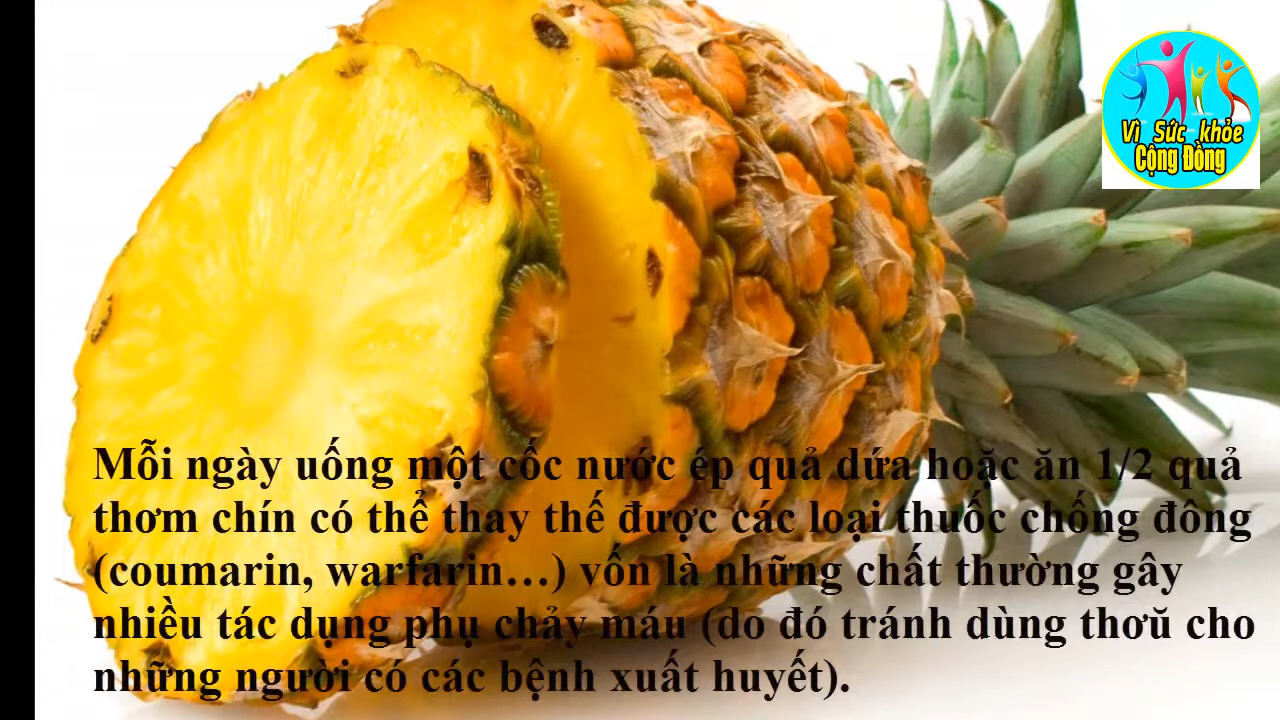 Vì Sức khỏe
Cộng Đồng
Mỗi ngày uống một cốc nước ép quả dứa hoặc ăn 1/2 quả
thơm chín có thể thay thế được các loại thuốc chống đông
(coumarin, warfarin…) vốn là những chất thường gây
nhiều tác dụng phụ chảy máu (do đó tránh dùng thơŭ cho
những người có các bệnh xuất huyết).